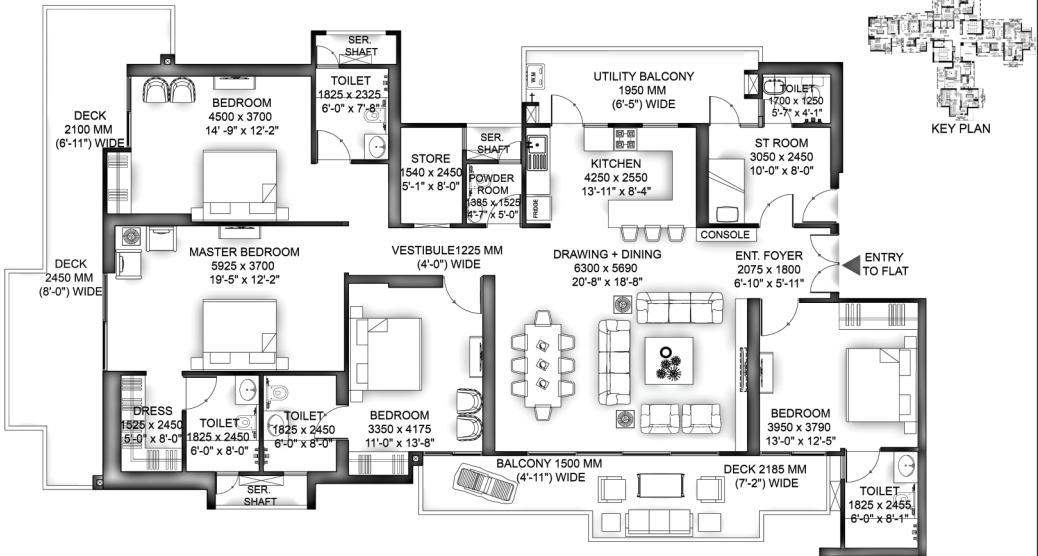 SER.
SHAFT
TOILET
1825 x 2325
6'-0" x 7'-8"
BEDROOM
4500 x 3700
14' -9" x 12'-2"
DECK
2100 MM
(6'-11") WIDE
UTILITY BALCONY
1950 MM
(6'-5") WIDE
W.M
TOILET
1700 x 1250
5'-7" x 4'-1"
KEY PLAN
STORE
1540 x 2450
5'-1" x 8'-0"
SER.
SHAFT
POWDER
ROOM
1385 x 1525
4'-7" x 5'-0"
KITCHEN
4250 x 2550
13'-11" x 8'-4"
FRIDGE
ST ROOM
3050 x 2450
10'-0" x 8'-0"
CONSOLE
MASTER BEDROOM
5925 x 3700
19'-5" x 12'-2"
DECK
2450 MM
(8'-0") WIDE
VESTIBULE1225 MM
(4'-0") WIDE
DRAWING + DINING
6300 x 5690
20'-8" x 18'-8"
ENT. FOYER
2075 x 1800
6'-10" x 5'-11"
ENTRY
TO FLAT
DRESS
1525 x 2450
5'-0" x 8'-0"
TOILET
1825 x 2450
6'-0" x 8'-0"
TOILET
1825 x 2450
6'-0" x 8'-0"
BEDROOM
3350 x 4175
11'-0" x 13'-8"
BEDROOM
3950 x 3790
13'-0" x 12'-5"
SER.
SHAFT
BALCONY 1500 MM
(4'-11") WIDE
DECK 2185 MM
(7'-2") WIDE
TOILET
1825 x 2455
6'-0" x 8'-1"